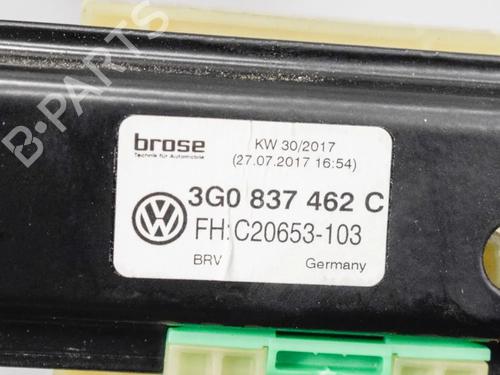 B-PARTS
brose
Technik für Automobile
KW 30/2017
(27.07.2017 16:54)
3G0 837 462 C
FH: C20653-103
BRV
Germany